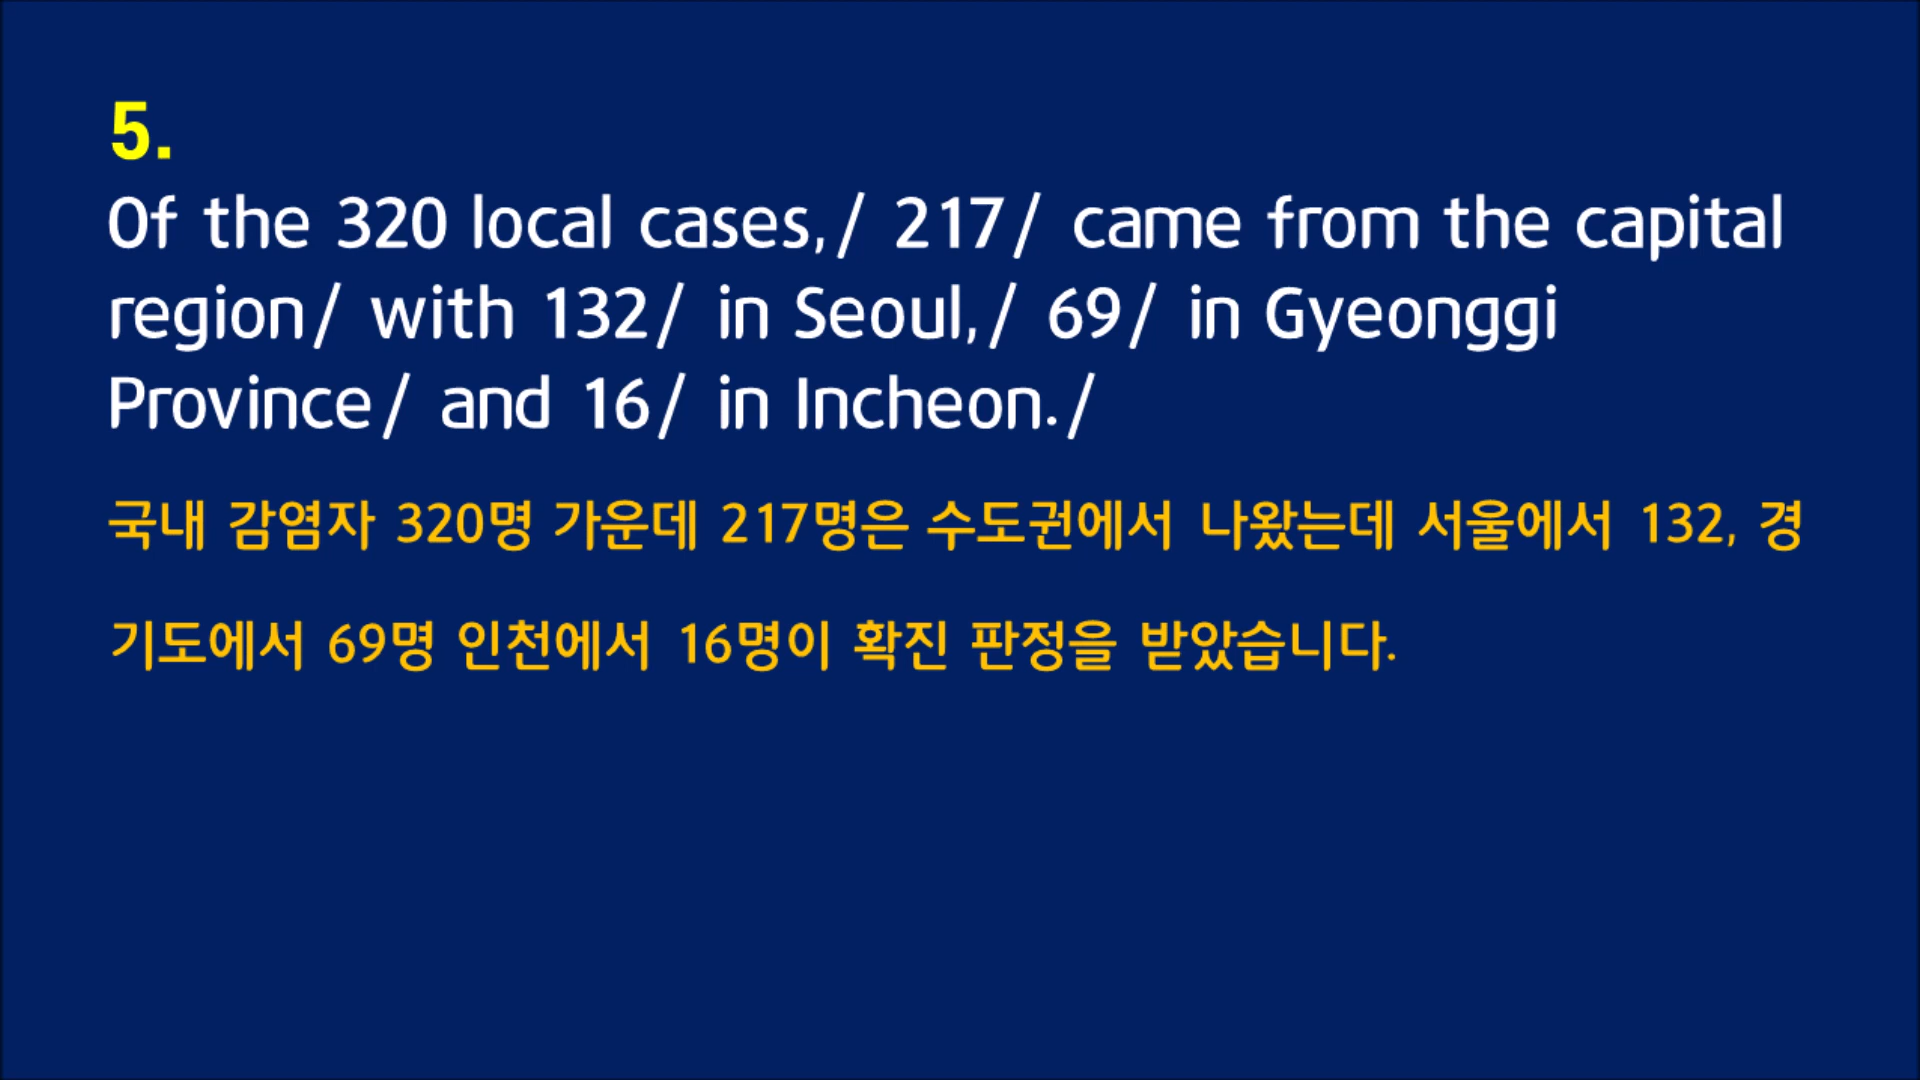 5.
Of the 320 local cases,/ 217/ came from the capital
region/ with 132/ in Seoul,/ 69/ in Gyeonggi
Province/ and 16/ in Incheon./
국내 감염자 320명 가운데 217명은 수도권에서 나왔는데 서울에서 132, 경
기도에서 69명 인천에서 16명이 확진 판정을 받았습니다.